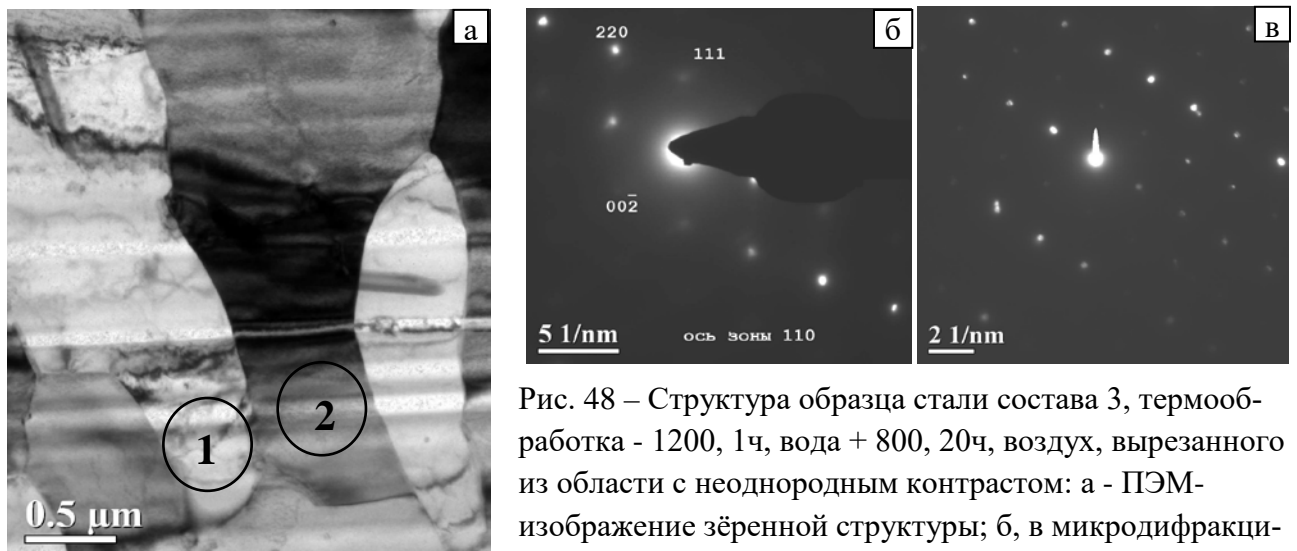 а
1
2
0.5 µm
б
220
111
002̄
5 1/nm
ось зоны 110
в
2 1/nm
Рис. 48 – Структура образца стали состава 3, термооб-
работка - 1200, 1ч, вода + 800, 20ч, воздух, вырезанного
из области с неоднородным контрастом: а - ПЭМ-
изображение зёренной структуры; б, в микродифракци-